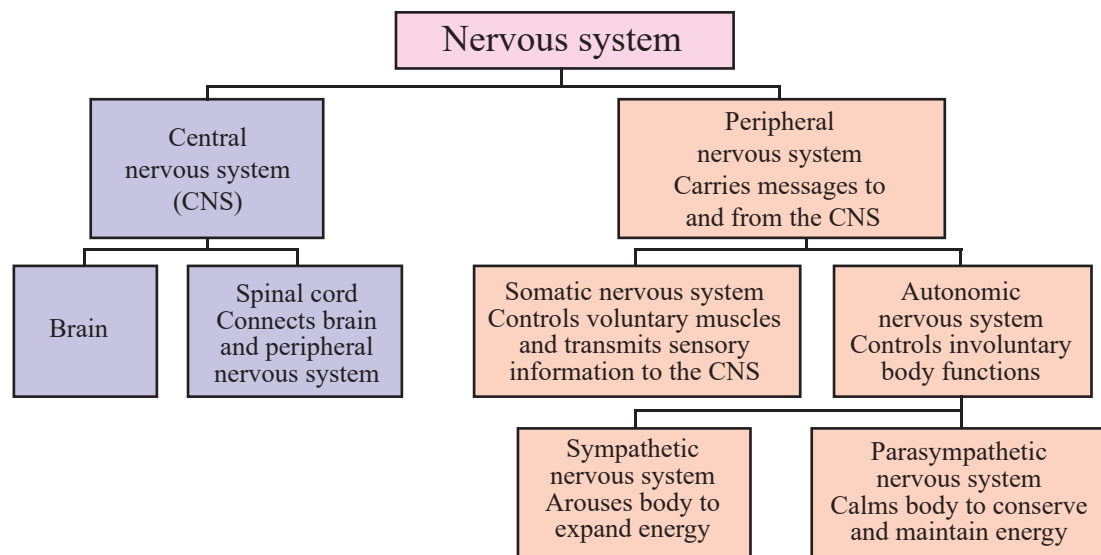 Nervous system
Central
nervous system
(CNS)
Peripheral
nervous system
Carries messages to
and from the CNS
Brain
Spinal cord
Connects brain
and peripheral
nervous system
Somatic nervous system
Controls voluntary muscles
and transmits sensory
information to the CNS
Autonomic
nervous system
Controls involuntary
body functions
Sympathetic
nervous system
Arouses body to
expand energy
Parasympathetic
nervous system
Calms body to conserve
and maintain energy